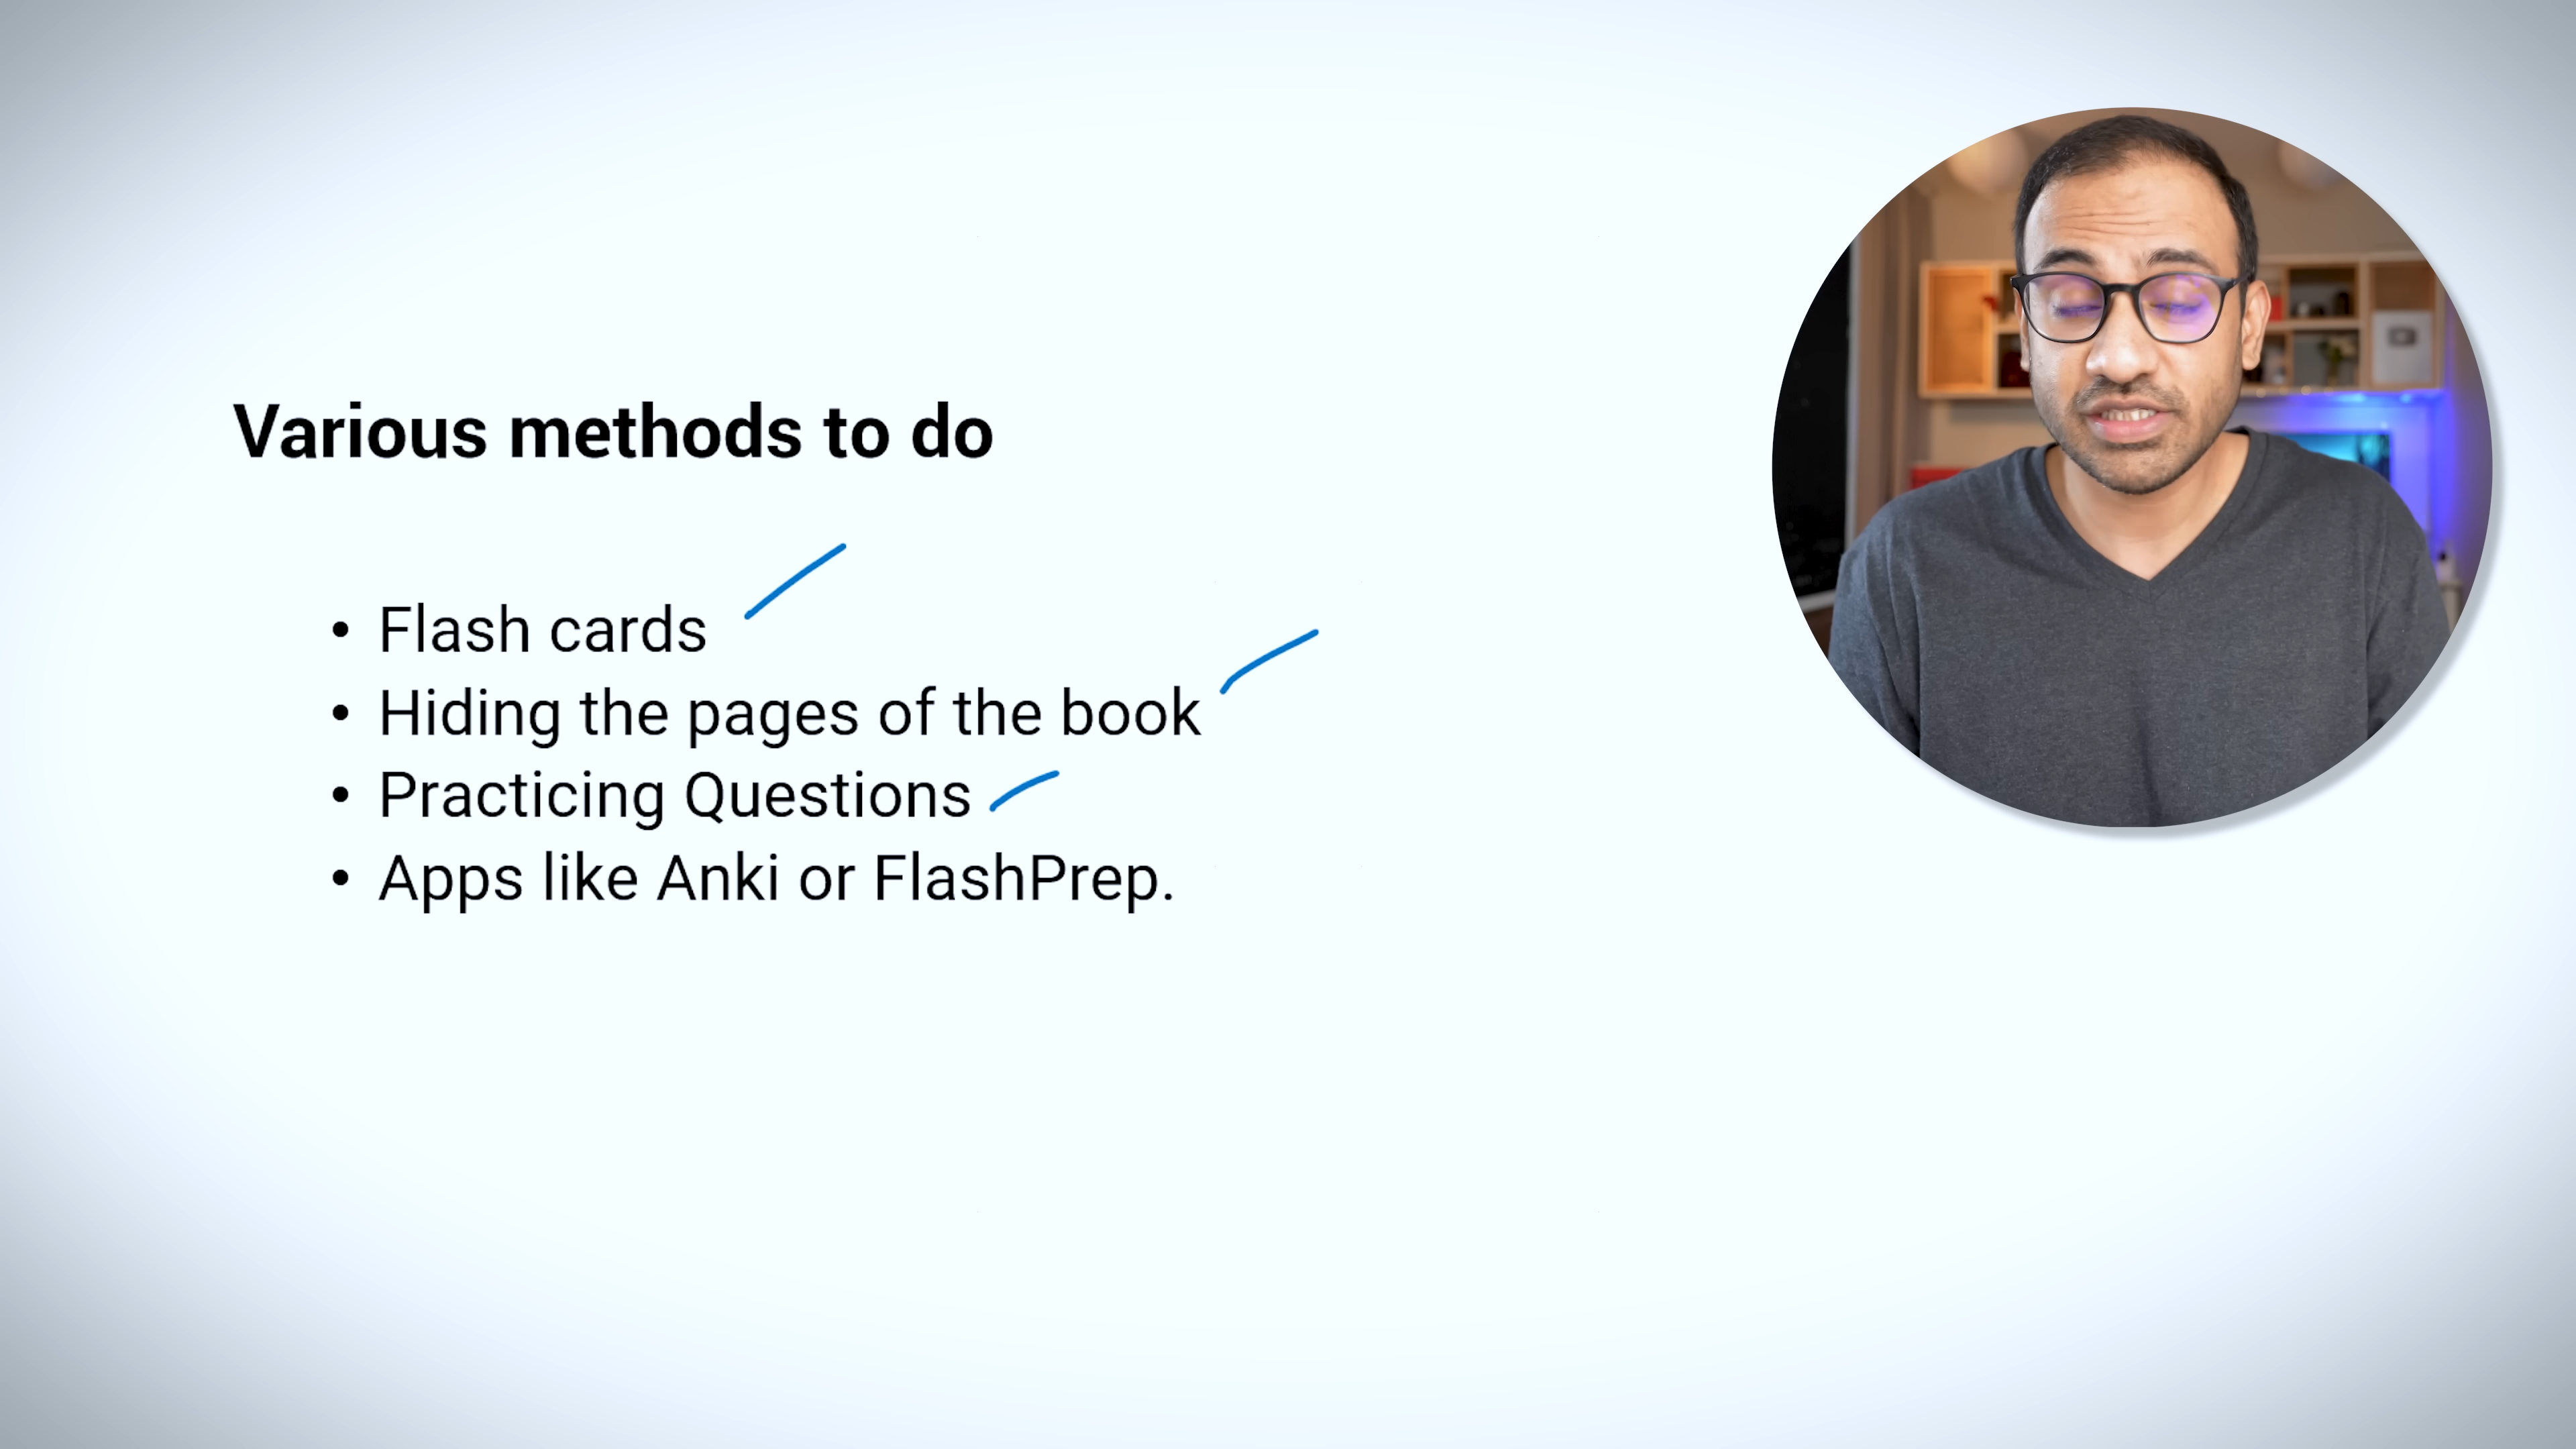 Various methods to do
• Flash cards
• Hiding the pages of the book
• Practicing Questions
• Apps like Anki or FlashPrep.